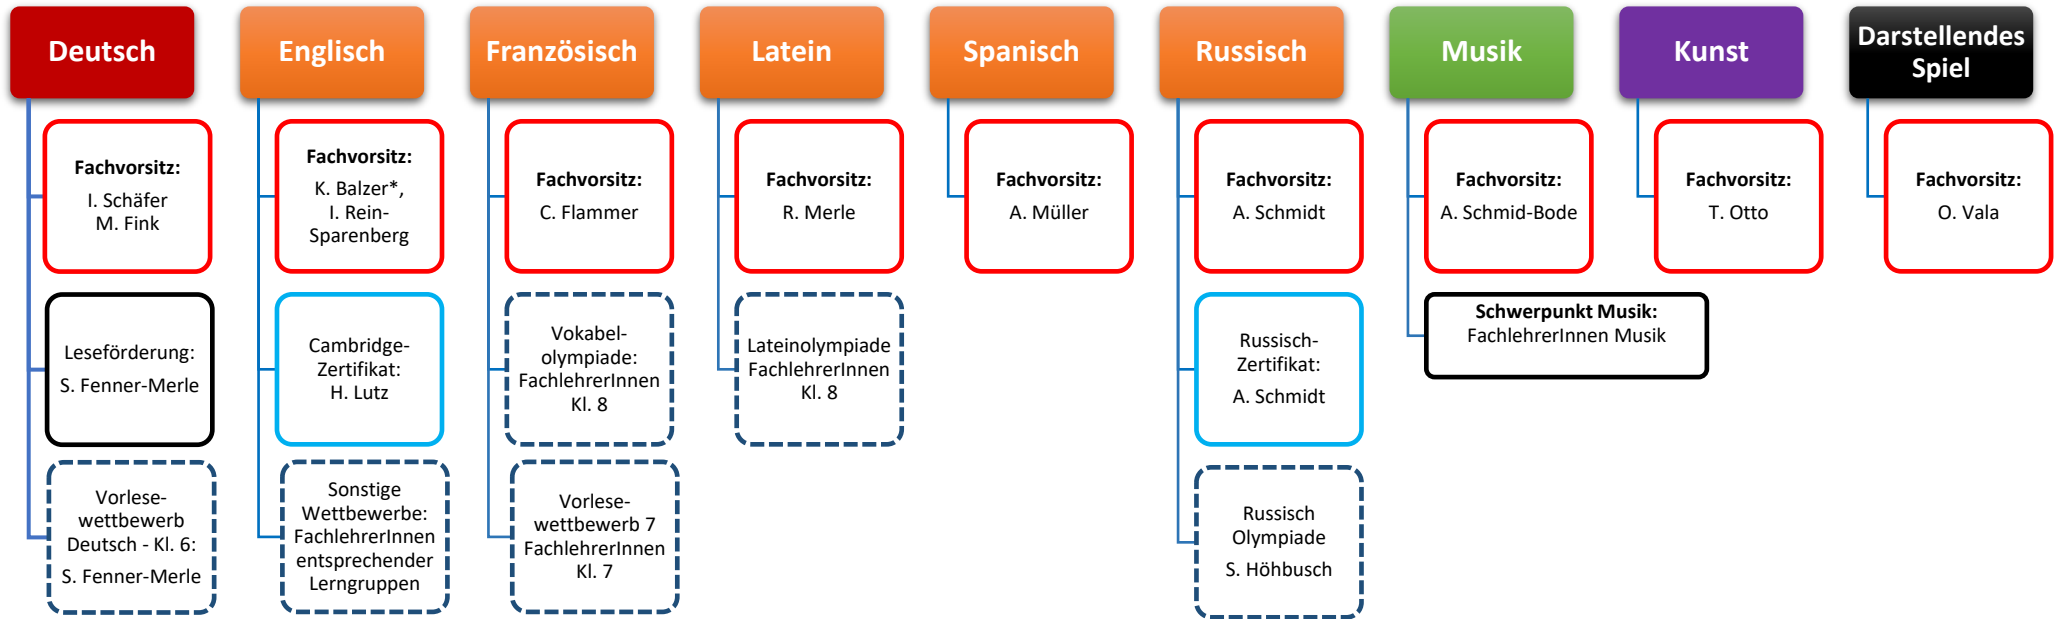 Deutsch
Fachvorsitz:
I. Schäfer
M. Fink
Leseförderung:
S. Fenner-Merle
Vorlese-
wettbewerb
Deutsch - Kl. 6:
S. Fenner-Merle
Englisch
Fachvorsitz:
K. Balzer*,
I. Rein-
Sparenberg
Cambridge-
Zertifikat:
H. Lutz
Sonstige
Wettbewerbe:
FachlehrerInnen
entsprechender
Lerngruppen
Französisch
Fachvorsitz:
C. Flammer
Vokabel-
olympiade:
FachlehrerInnen
Kl. 8
Vorlese-
wettbewerb 7
FachlehrerInnen
Kl. 7
Latein
Fachvorsitz:
R. Merle
Lateinolympiade
FachlehrerInnen
Kl. 8
Spanisch
Fachvorsitz:
A. Müller
Russisch
Fachvorsitz:
A. Schmidt
Russisch-
Zertifikat:
A. Schmidt
Russisch
Olympiade
S. Höhbusch
Musik
Fachvorsitz:
A. Schmid-Bode
Schwerpunkt Musik:
FachlehrerInnen Musik
Kunst
Fachvorsitz:
T. Otto
Darstellendes
Spiel
Fachvorsitz:
O. Vala